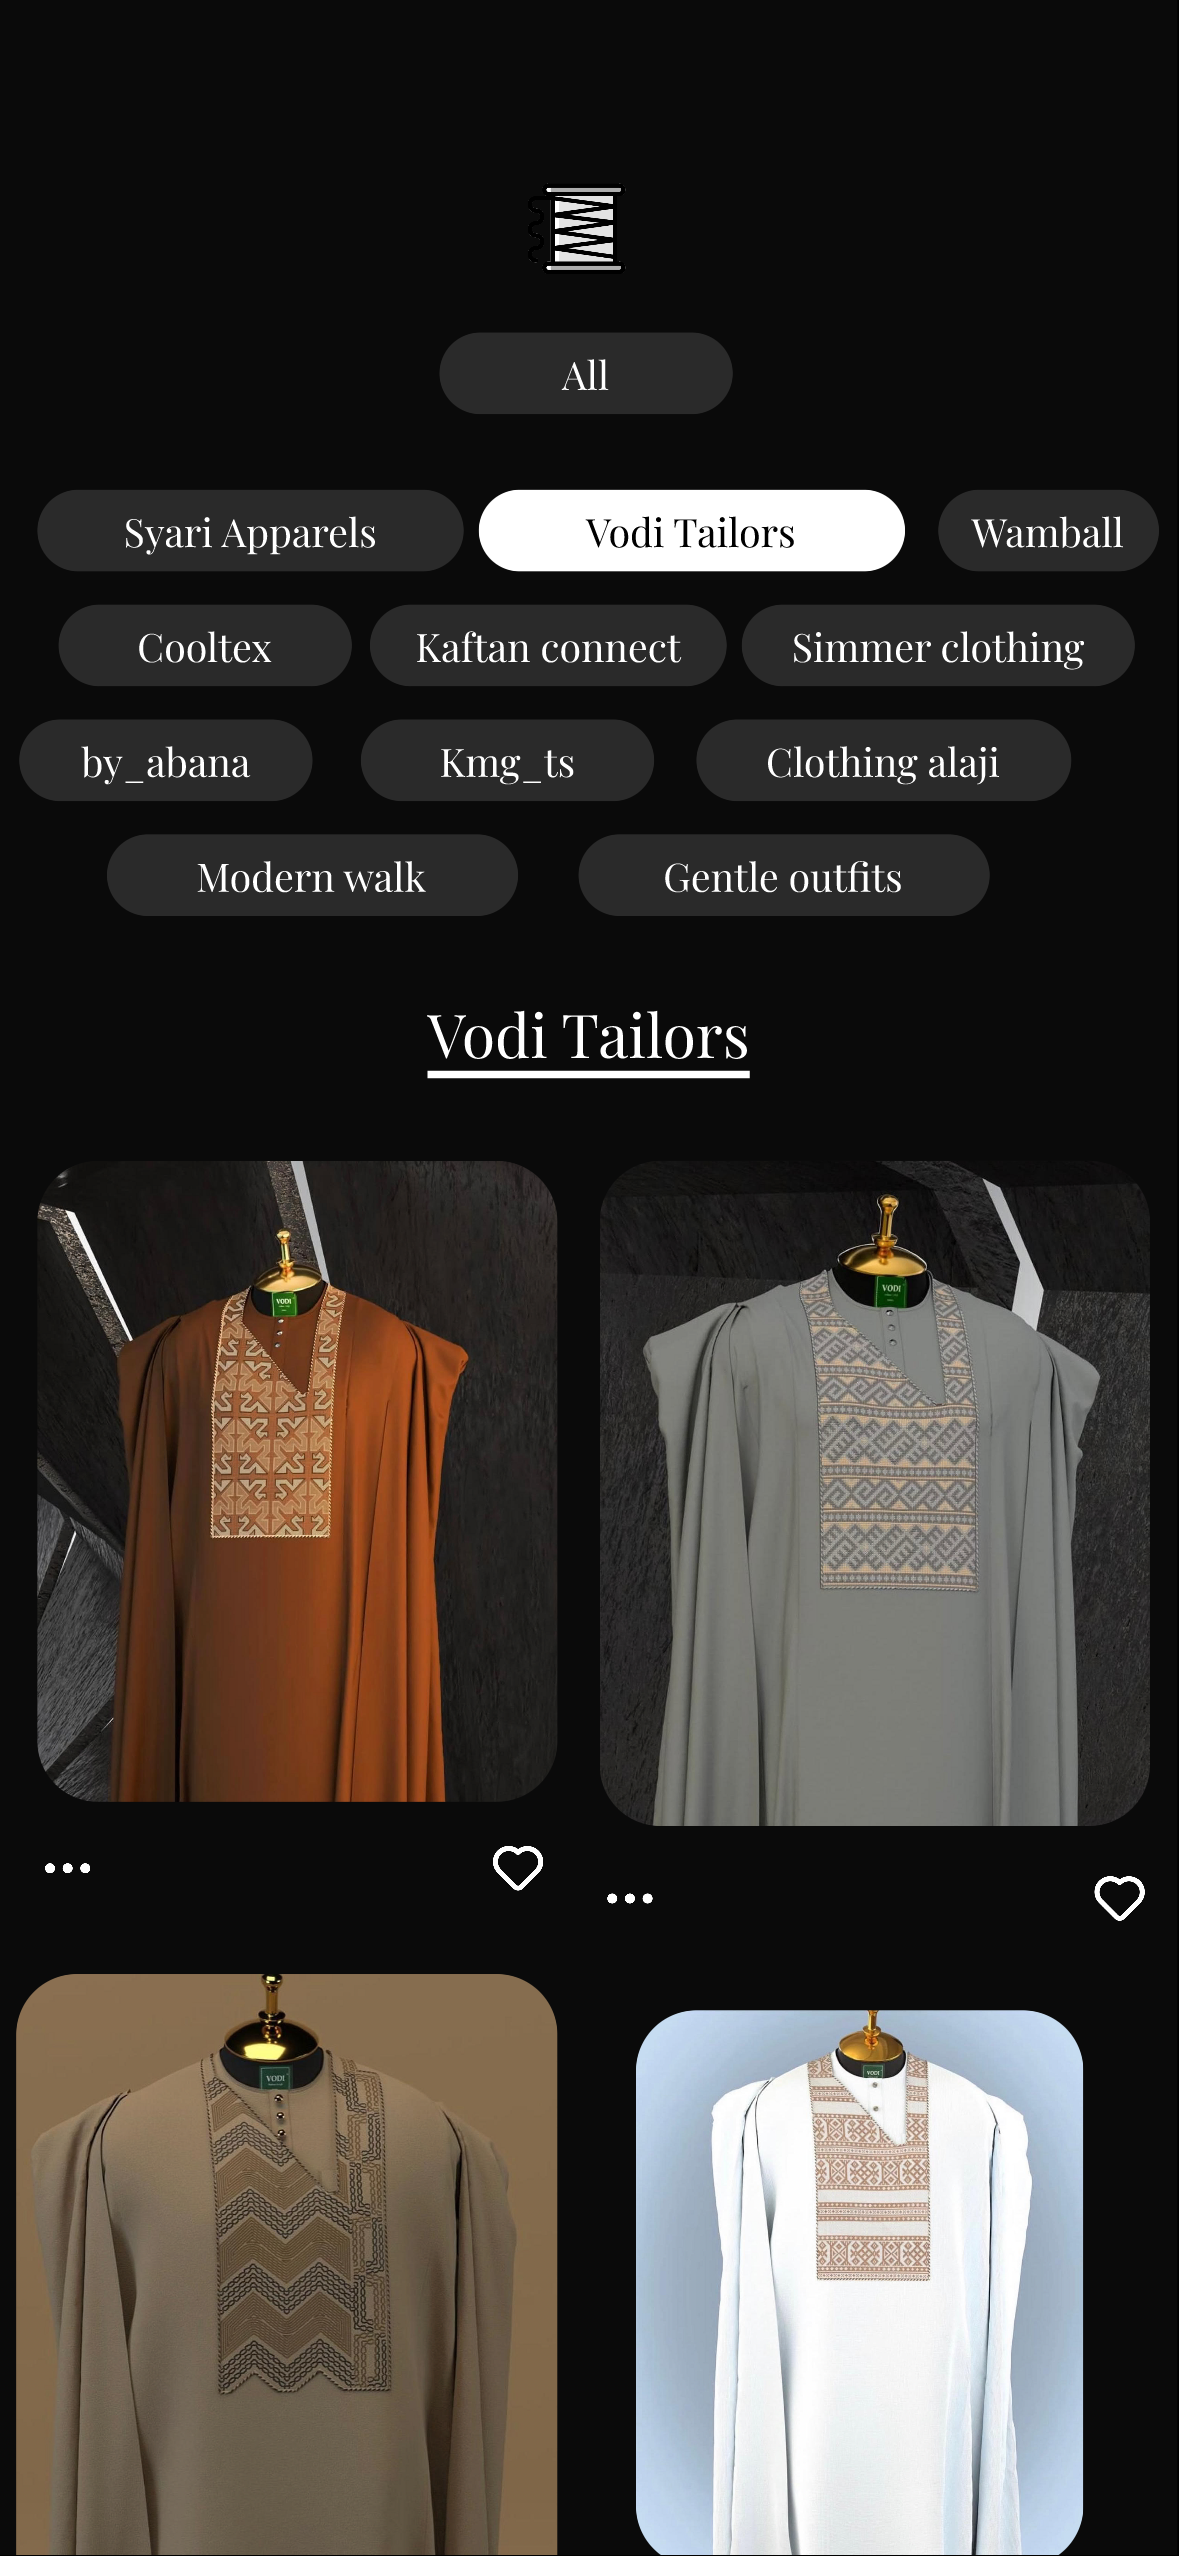 All
Syari Apparels
Vodi Tailors
Wamball
Cooltex
Kaftan connect
Simmer clothing
by_abana
Kmg_ts
Clothing alaji
Modern walk
Gentle outfits
Vodi Tailors
VODI
VODI
VODI
VODI